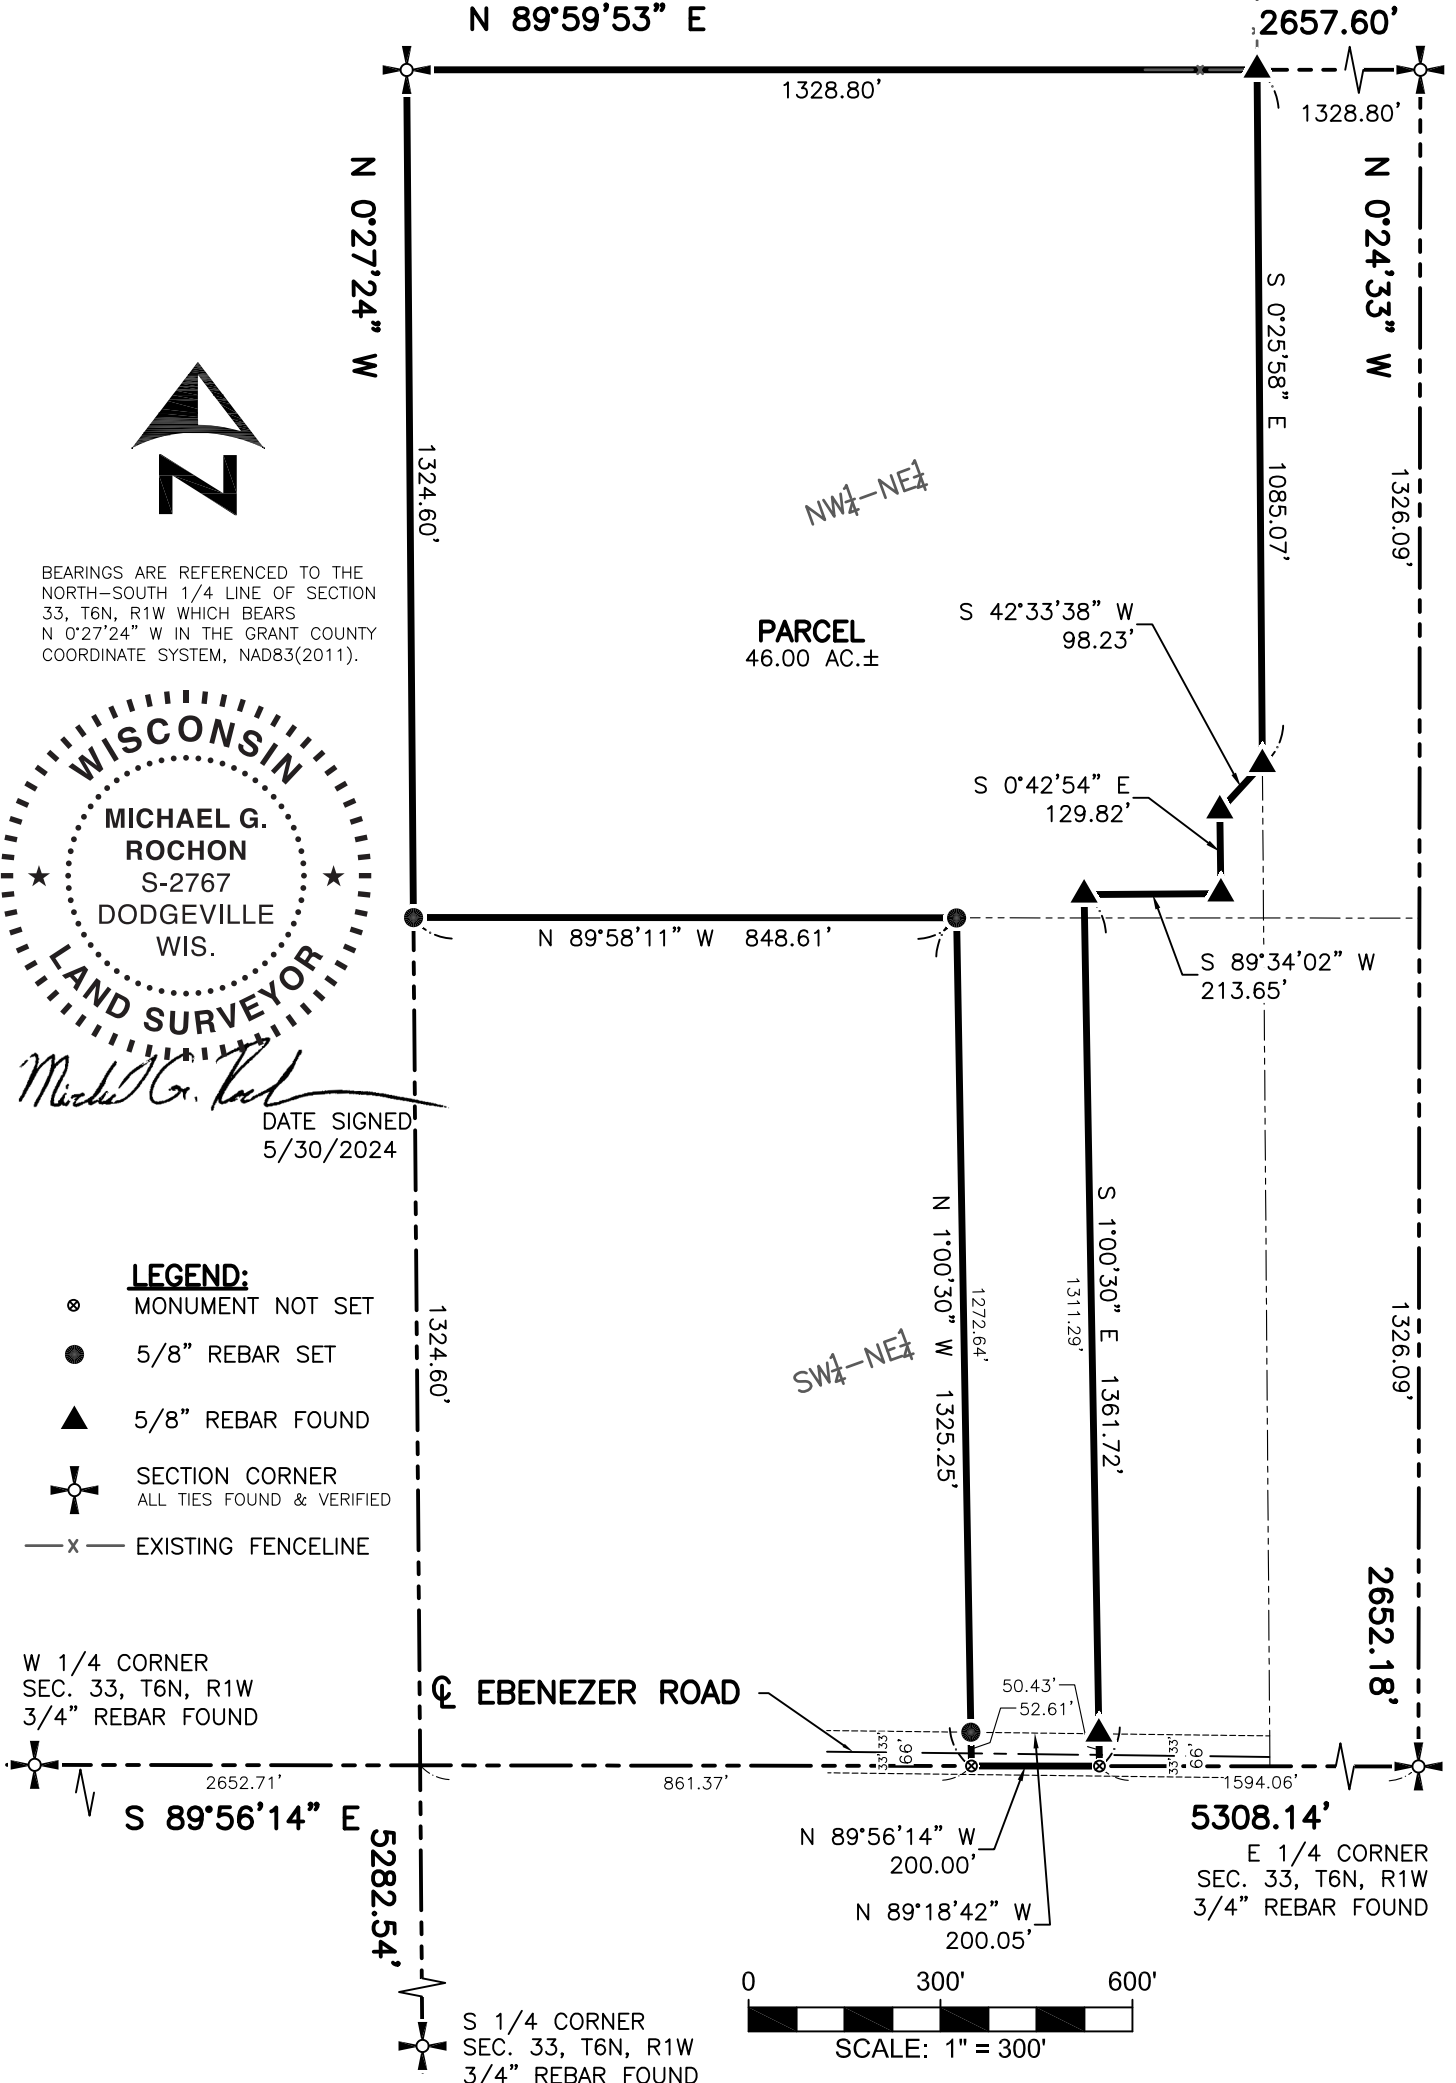 N 89°59'53" E
2657.60'
1328.80'
1328.80'
N 0°27'24" W
N 0°24'33" W
S 0°25'58" E 1085.07'
1324.60'
1326.09'
NW¼-NE¼
N
BEARINGS ARE REFERENCED TO THE
NORTH-SOUTH 1/4 LINE OF SECTION
33, T6N, R1W WHICH BEARS
N 0°27'24" W IN THE GRANT COUNTY
COORDINATE SYSTEM, NAD83(2011).
PARCEL
46.00 AC.±
S 42°33'38" W
98.23'
S 0°42'54" E
129.82'
WISCONSIN
MICHAEL G.
ROCHON
S-2767
DODGEVILLE
WIS.
LAND SURVEYOR
N 89°58'11" W 848.61'
S 89°34'02" W
213.65'
DATE SIGNED
5/30/2024
N 1°00'30" W 1325.25'
1272.64'
1311.29'
S 1°00'30" E 1361.72'
LEGEND:
MONUMENT NOT SET
5/8" REBAR SET
5/8" REBAR FOUND
SECTION CORNER
ALL TIES FOUND & VERIFIED
x EXISTING FENCELINE
1324.60'
SW¼-NE¼
1326.09'
2652.18'
W 1/4 CORNER
SEC. 33, T6N, R1W
3/4" REBAR FOUND
℄ EBENEZER ROAD
50.43'
52.61'
33'
33'
66'
33'
33'
66'
2652.71'
861.37'
1594.06'
S 89°56'14" E
5308.14'
5282.54'
N 89°56'14" W
200.00'
E 1/4 CORNER
SEC. 33, T6N, R1W
3/4" REBAR FOUND
N 89°18'42" W
200.05'
0 300' 600'
SCALE: 1" = 300'
S 1/4 CORNER
SEC. 33, T6N, R1W
3/4" REBAR FOUND